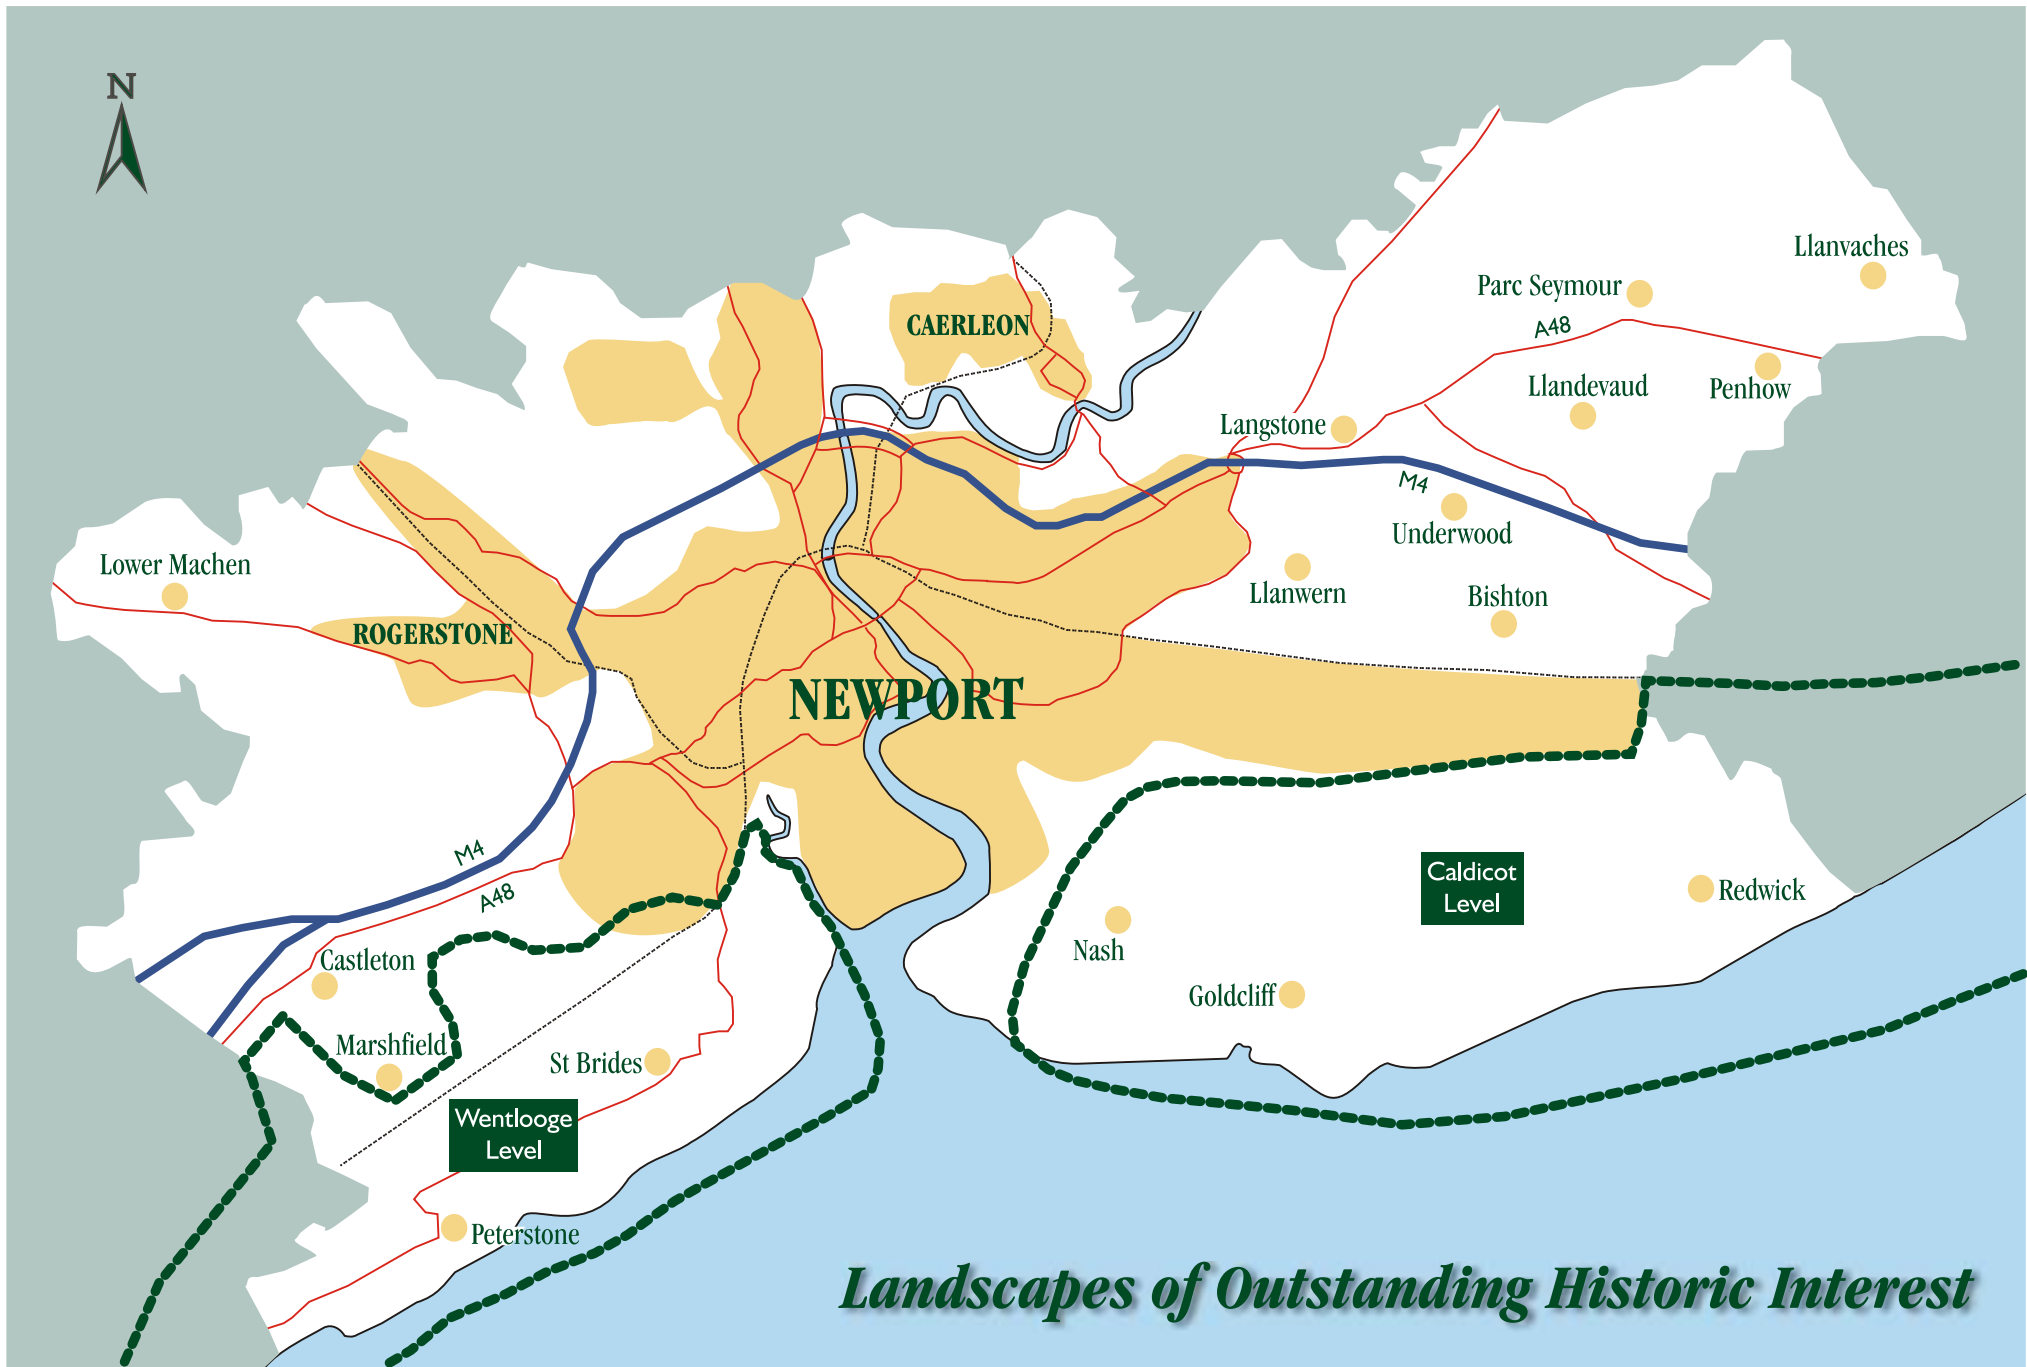 N
Llanvaches
Parc Seymour
CAERLEON
A48
Llandevaud
Penhow
Langstone
M4
Underwood
Lower Machen
Llanwern
Bishton
ROGERSTONE
NEWPORT
M4
A48
Caldicot
Level
Redwick
Nash
Castleton
Goldcliff
Marshfield
St Brides
Wentlooge
Level
Peterstone
Landscapes of Outstanding Historic Interest